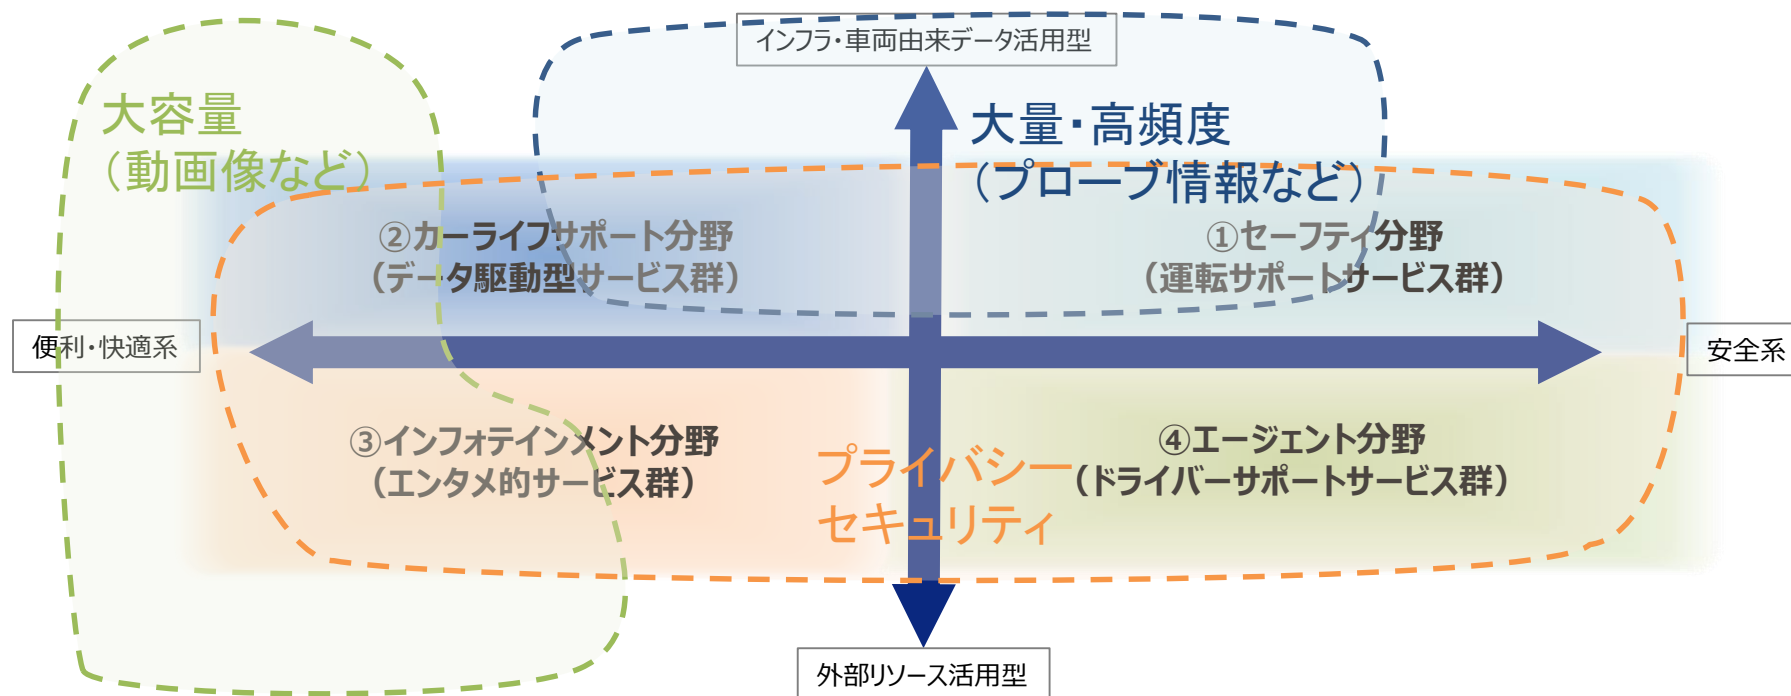 インフラ・車両由来データ活用型
大容量
（動画像など）
大量・高頻度
（プローブ情報など）
②カーライフサポート分野
（データ駆動型サービス群）
①セーフティ分野
（運転サポートサービス群）
便利・快適系
安全系
③インフォテインメント分野
（エンタメ的サービス群）
プライバシー
セキュリティ
④エージェント分野
（ドライバーサポートサービス群）
外部リソース活用型